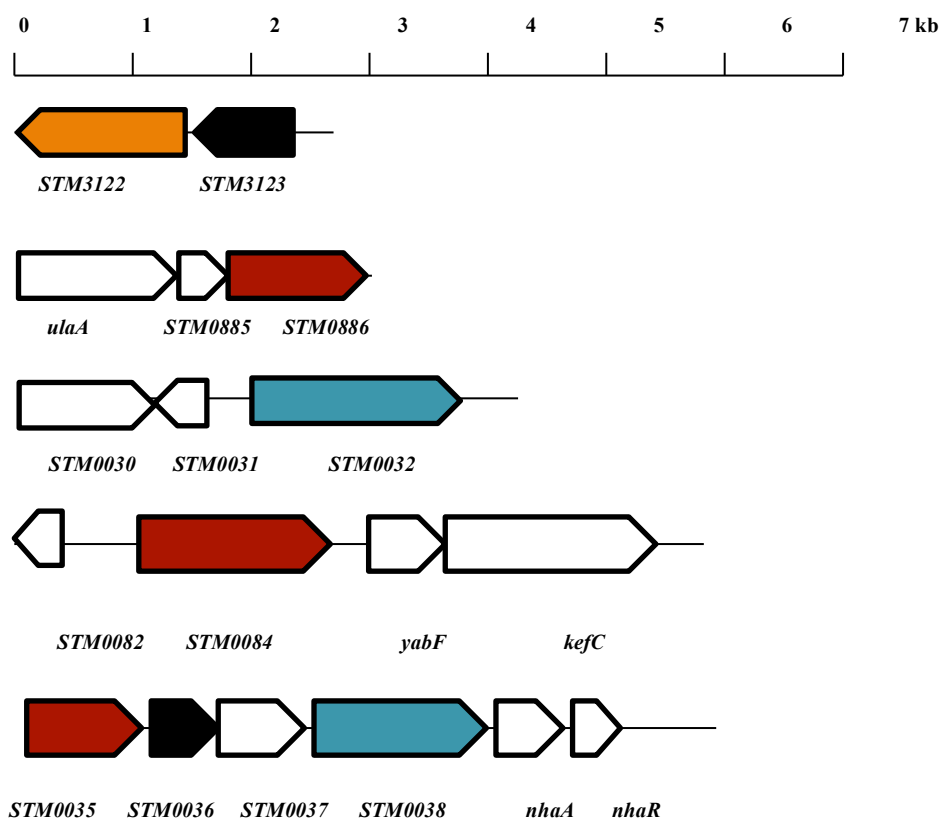 0 1 2 3 4 5 6 7 kb
STM3122 STM3123
ulaA STM0885 STM0886
STM0030 STM0031 STM0032
STM0082 STM0084 yabF kefC
STM0035 STM0036 STM0037 STM0038 nhaA nhaR